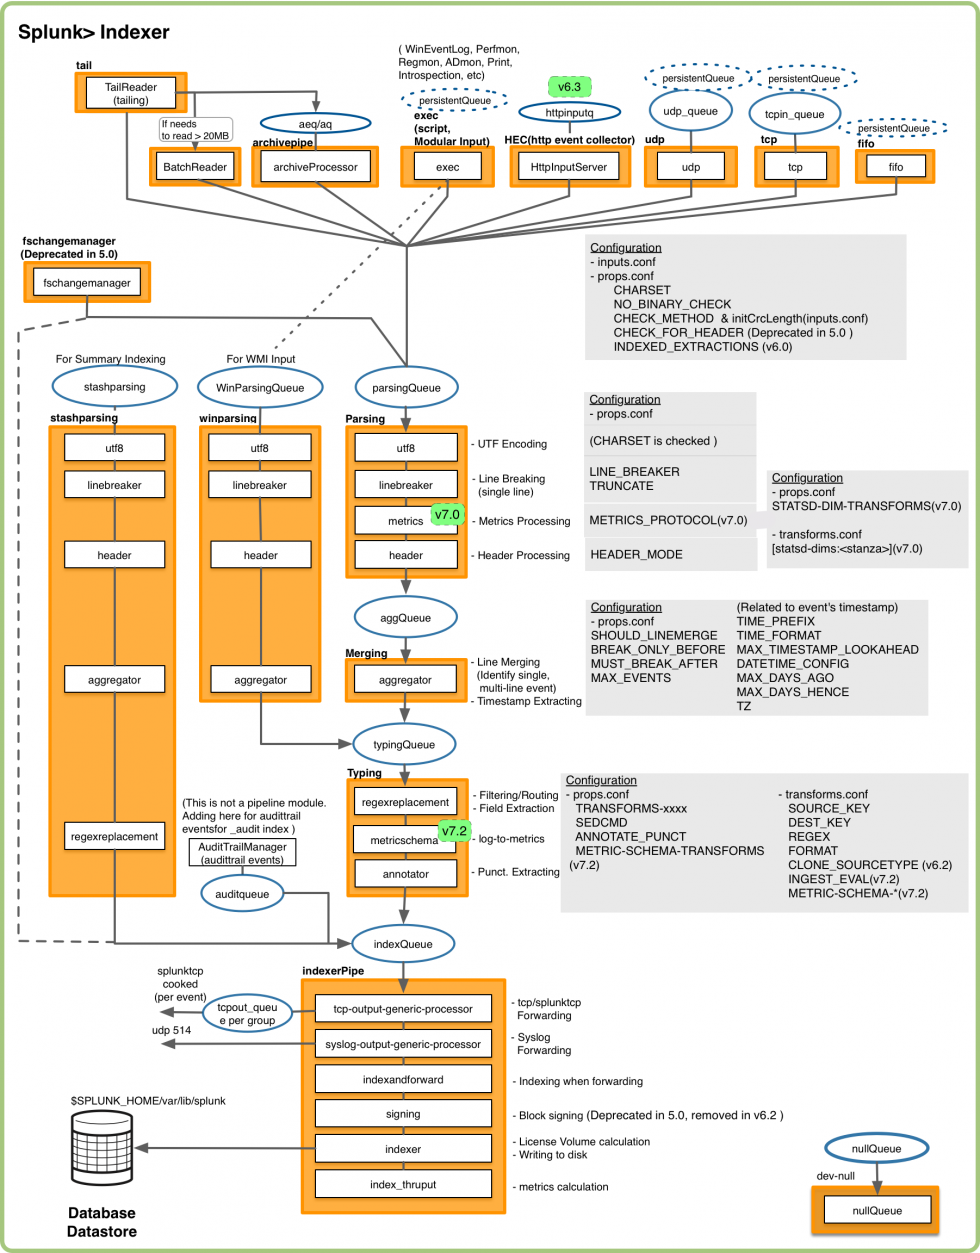 Splunk> Indexer
tail
TailReader
(tailing)
If needs
to read > 20MB
BatchReader
aeq/aq
archivepipe
archiveProcessor
( WinEventLog, Perfmon,
Regmon, ADmon, Print,
Introspection, etc)
persistentQueue
exec
(script,
Modular Input)
exec
v6.3
httpinputq
HEC(http event collector)
HttpInputServer
persistentQueue
udp_queue
udp
udp
persistentQueue
tcpin_queue
tcp
tcp
persistentQueue
fifo
fifo
fschangemanager
(Deprecated in 5.0)
fschangemanager
Configuration
- inputs.conf
- props.conf
CHARSET
NO_BINARY_CHECK
CHECK_METHOD & initCrcLength(inputs.conf)
CHECK_FOR_HEADER (Deprecated in 5.0 )
INDEXED_EXTRACTIONS (v6.0)
For Summary Indexing
stashparsing
stashparsing
utf8
linebreaker
header
aggregator
regexreplacement
For WMI Input
WinParsingQueue
winparsing
utf8
linebreaker
header
aggregator
parsingQueue
Parsing
utf8
linebreaker
metrics
v7.0
header
- UTF Encoding
- Line Breaking
(single line)
- Metrics Processing
- Header Processing
Configuration
- props.conf
(CHARSET is checked )
LINE_BREAKER
TRUNCATE
METRICS_PROTOCOL(v7.0)
HEADER_MODE
Configuration
- props.conf
STATSD-DIM-TRANSFORMS(v7.0)
- transforms.conf
[statsd-dims:<stanza>](v7.0)
aggQueue
Merging
aggregator
- Line Merging
(Identify single,
multi-line event)
- Timestamp Extracting
Configuration
- props.conf
SHOULD_LINEMERGE
BREAK_ONLY_BEFORE
MUST_BREAK_AFTER
MAX_EVENTS
(Related to event's timestamp)
TIME_PREFIX
TIME_FORMAT
MAX_TIMESTAMP_LOOKAHEAD
DATETIME_CONFIG
MAX_DAYS_AGO
MAX_DAYS_HENCE
TZ
typingQueue
Typing
regexreplacement
metricschema
v7.2
annotator
- Filtering/Routing
- Field Extraction
- log-to-metrics
- Punct. Extracting
Configuration
- props.conf
TRANSFORMS-xxxx
SEDCMD
ANNOTATE_PUNCT
METRIC-SCHEMA-TRANSFORMS
(v7.2)
- transforms.conf
SOURCE_KEY
DEST_KEY
REGEX
FORMAT
CLONE_SOURCETYPE (v6.2)
INGEST_EVAL(v7.2)
METRIC-SCHEMA-*(v7.2)
(This is not a pipeline module.
Adding here for audittrail
eventsfor _audit index )
AuditTrailManager
(audittrail events)
auditqueue
indexQueue
indexerPipe
splunktcp
cooked
(per event)
tcpout_queu
e per group
udp 514
tcp-output-generic-processor
syslog-output-generic-processor
indexandforward
signing
indexer
index_thruput
- tcp/splunktcp
Forwarding
- Syslog
Forwarding
- Indexing when forwarding
- Block signing (Deprecated in 5.0, removed in v6.2 )
- License Volume calculation
- Writing to disk
- metrics calculation
$SPLUNK_HOME/var/lib/splunk
Database
Datastore
nullQueue
dev-null
nullQueue